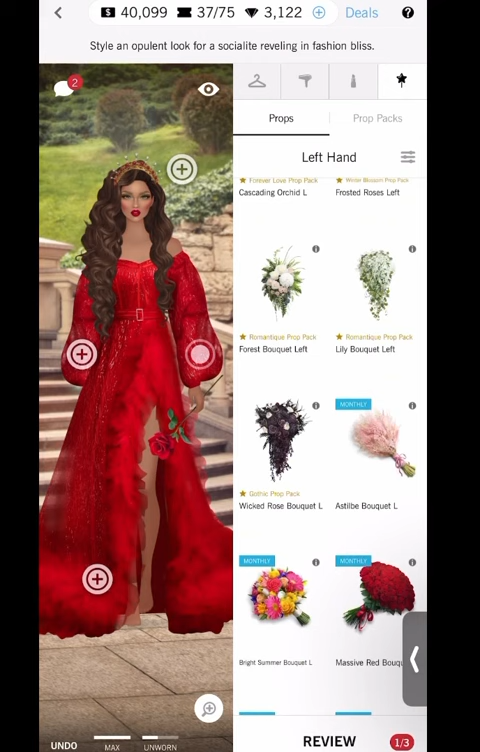 $ 40,099 37/75 3,122 + Deals ?
Style an opulent look for a socialite reveling in fashion bliss.
2
Props
Prop Packs
Left Hand
Forever Love Prop Pack
Winter Blossom Prop Pack
Cascading Orchid L
Frosted Roses Left
Romantique Prop Pack
Romantique Prop Pack
Forest Bouquet Left
Lily Bouquet Left
MONTHLY
Gothic Prop Pack
Wicked Rose Bouquet L
Astilbe Bouquet L
MONTHLY
MONTHLY
Bright Summer Bouquet L
Massive Red Bouq
UNDO
MAX
UNWORN
REVIEW
1/3